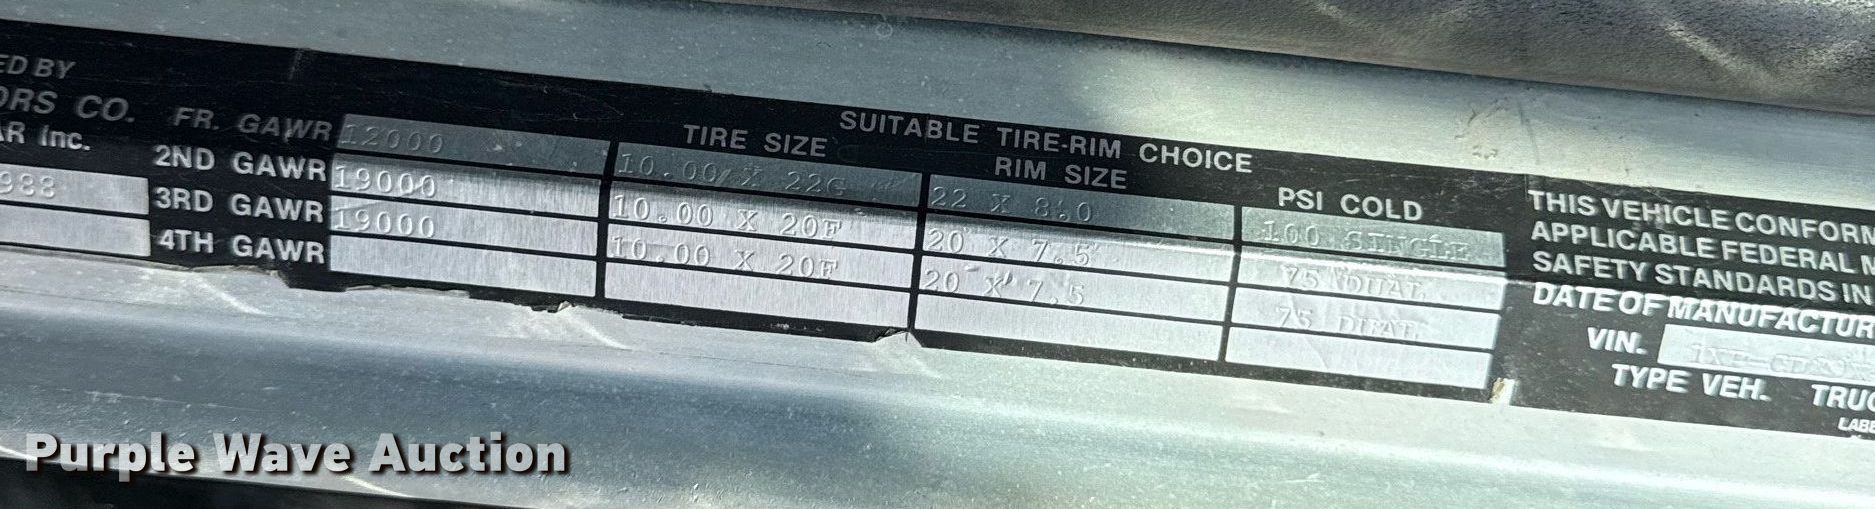 ED BY
ORS CO.
AR Inc.
988
SUITABLE TIRE-RIM CHOICE
TIRE SIZE RIM SIZE PSI COLD
FR. GAWR 12000 10.00 X 22G 22 X 8.0 100 SINGLE
2ND GAWR 19000 10.00 X 20F 20 X 7.5 75 DUAL
3RD GAWR 19000 10.00 X 20F 20 X 7.5 75 DUAL
4TH GAWR
THIS VEHICLE CONFORM
APPLICABLE FEDERAL M
SAFETY STANDARDS IN
DATE OF MANUFACTUR
VIN.
TYPE VEH. TRUC
LABE
Purple Wave Auction